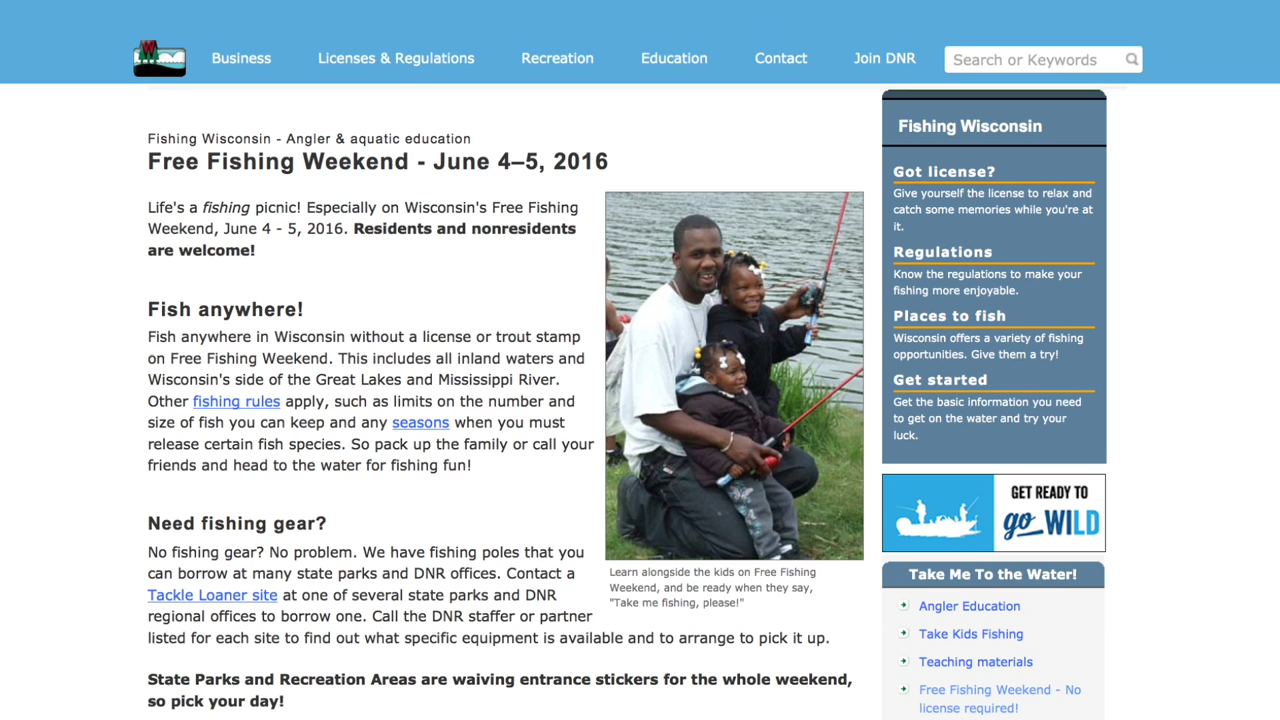 W
Business
Licenses & Regulations
Recreation
Education
Contact
Join DNR
Search or Keywords
Fishing Wisconsin - Angler & aquatic education
Free Fishing Weekend - June 4–5, 2016
Life's a fishing picnic! Especially on Wisconsin's Free Fishing
Weekend, June 4 - 5, 2016. Residents and nonresidents
are welcome!
Fish anywhere!
Fish anywhere in Wisconsin without a license or trout stamp
on Free Fishing Weekend. This includes all inland waters and
Wisconsin's side of the Great Lakes and Mississippi River.
Other fishing rules apply, such as limits on the number and
size of fish you can keep and any seasons when you must
release certain fish species. So pack up the family or call your
friends and head to the water for fishing fun!
Need fishing gear?
No fishing gear? No problem. We have fishing poles that you
can borrow at many state parks and DNR offices. Contact a
Tackle Loaner site at one of several state parks and DNR
regional offices to borrow one. Call the DNR staffer or partner
listed for each site to find out what specific equipment is available and to arrange to pick it up.
State Parks and Recreation Areas are waiving entrance stickers for the whole weekend,
so pick your day!
Learn alongside the kids on Free Fishing
Weekend, and be ready when they say,
"Take me fishing, please!"
Fishing Wisconsin
Got license?
Give yourself the license to relax and
catch some memories while you're at
it.
Regulations
Know the regulations to make your
fishing more enjoyable.
Places to fish
Wisconsin offers a variety of fishing
opportunities. Give them a try!
Get started
Get the basic information you need
to get on the water and try your
luck.
GET READY TO
go WILD
Take Me To the Water!
Angler Education
Take Kids Fishing
Teaching materials
Free Fishing Weekend - No
license required!